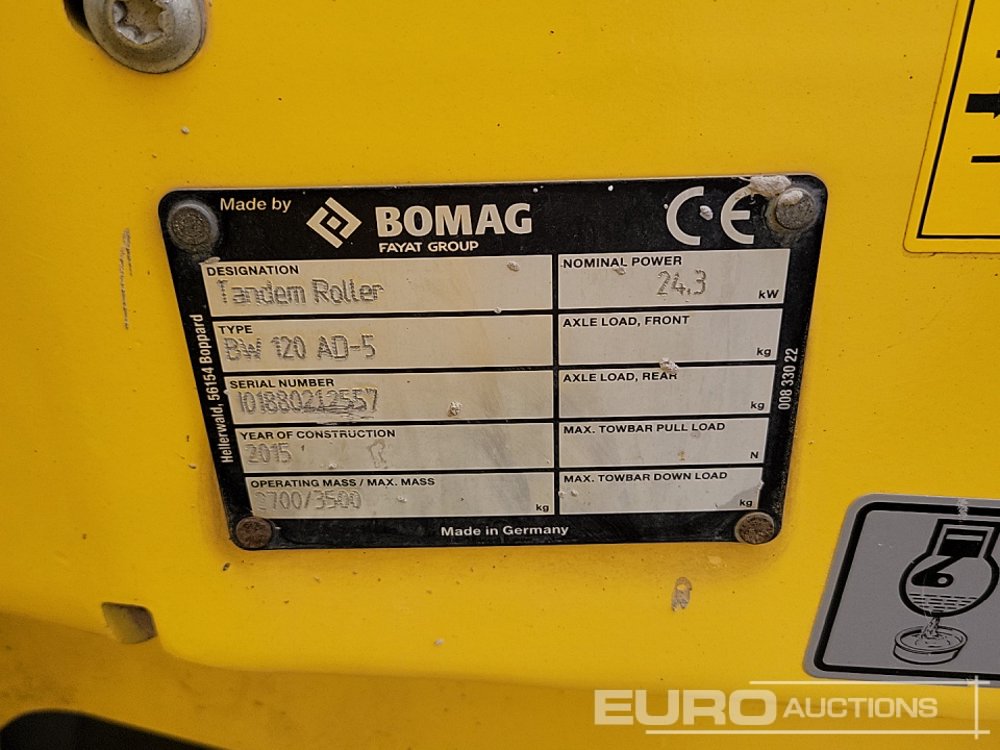 Made by BOMAG CE
FAYAT GROUP
DESIGNATION
Tandem Roller
NOMINAL POWER
24,3 kW
TYPE
BW 120 AD-5
AXLE LOAD, FRONT
kg
SERIAL NUMBER
101880212557
AXLE LOAD, REAR
kg
YEAR OF CONSTRUCTION
2015
MAX. TOWBAR PULL LOAD
N
OPERATING MASS / MAX. MASS
2700/3500 kg
MAX. TOWBAR DOWN LOAD
kg
Made in Germany
Hellerwald, 56154 Boppard
008 330 22
EURO AUCTIONS